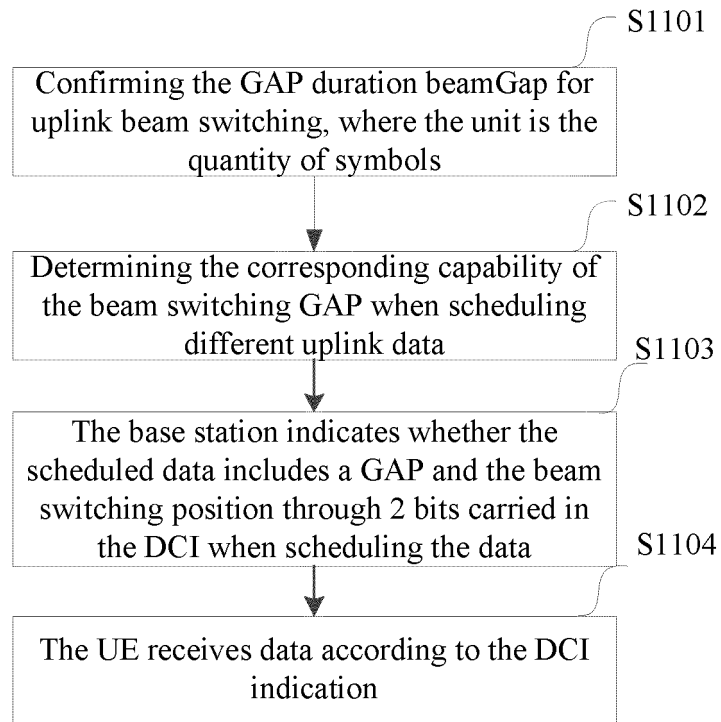 S1101
Confirming the GAP duration beamGap for
uplink beam switching, where the unit is the
quantity of symbols
S1102
Determining the corresponding capability of
the beam switching GAP when scheduling
different uplink data
S1103
The base station indicates whether the
scheduled data includes a GAP and the beam
switching position through 2 bits carried in
the DCI when scheduling the data
S1104
The UE receives data according to the DCI
indication